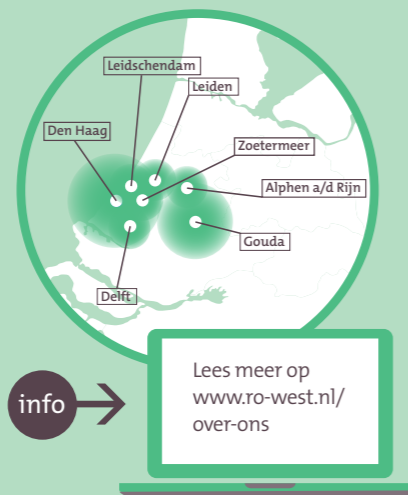 Leidschendam
Leiden
Den Haag
Zoetermeer
Alphen a/d Rijn
Gouda
Delft
info
Lees meer op
www.ro-west.nl/
over-ons